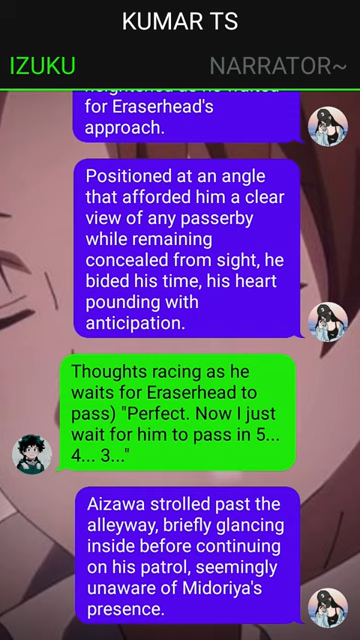 KUMAR TS
IZUKU
NARRATOR~
for Eraserhead's
approach.
Positioned at an angle
that afforded him a clear
view of any passerby
while remaining
concealed from sight, he
bided his time, his heart
pounding with
anticipation.
Thoughts racing as he
waits for Eraserhead to
pass) "Perfect. Now I just
wait for him to pass in 5...
4... 3..."
Aizawa strolled past the
alleyway, briefly glancing
inside before continuing
on his patrol, seemingly
unaware of Midoriya's
presence.